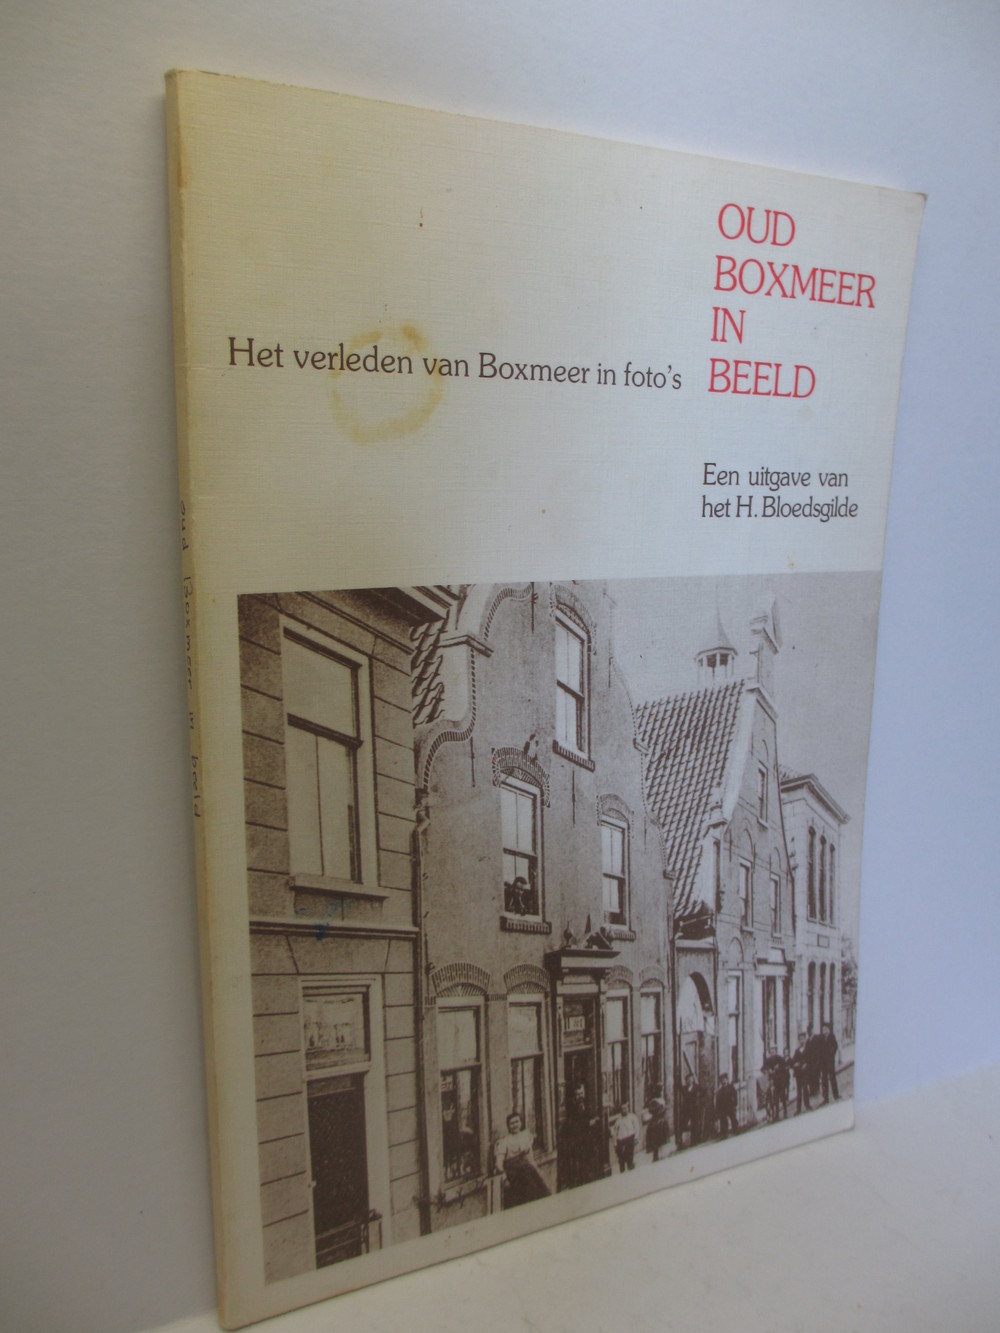 OUD
BOXMEER
IN
BEELD
Het verleden van Boxmeer in foto's
Een uitgave van
het H. Bloedsgilde
oud Boxmeer in beeld